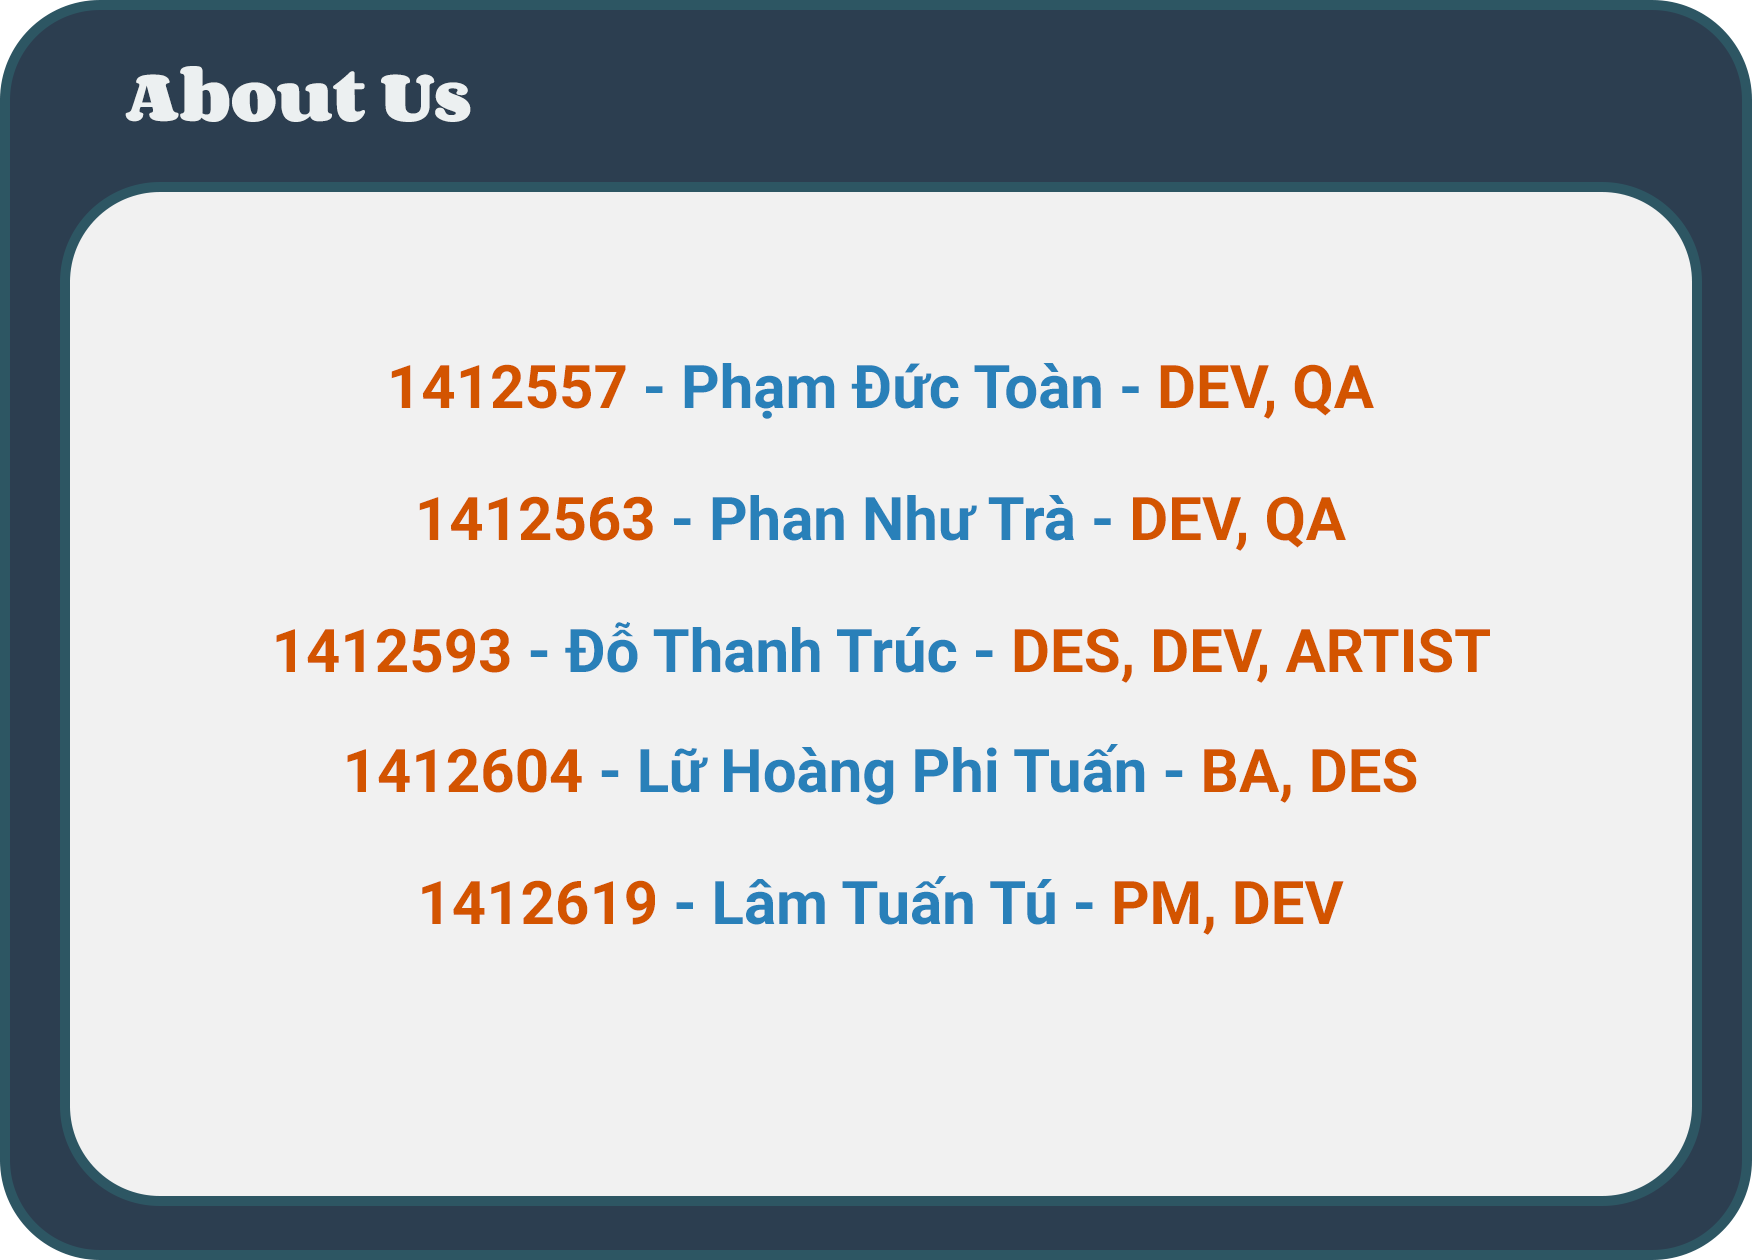 About Us
1412557 - Phạm Đức Toàn - DEV, QA
1412563 - Phan Như Trà - DEV, QA
1412593 - Đỗ Thanh Trúc - DES, DEV, ARTIST
1412604 - Lữ Hoàng Phi Tuấn - BA, DES
1412619 - Lâm Tuấn Tú - PM, DEV